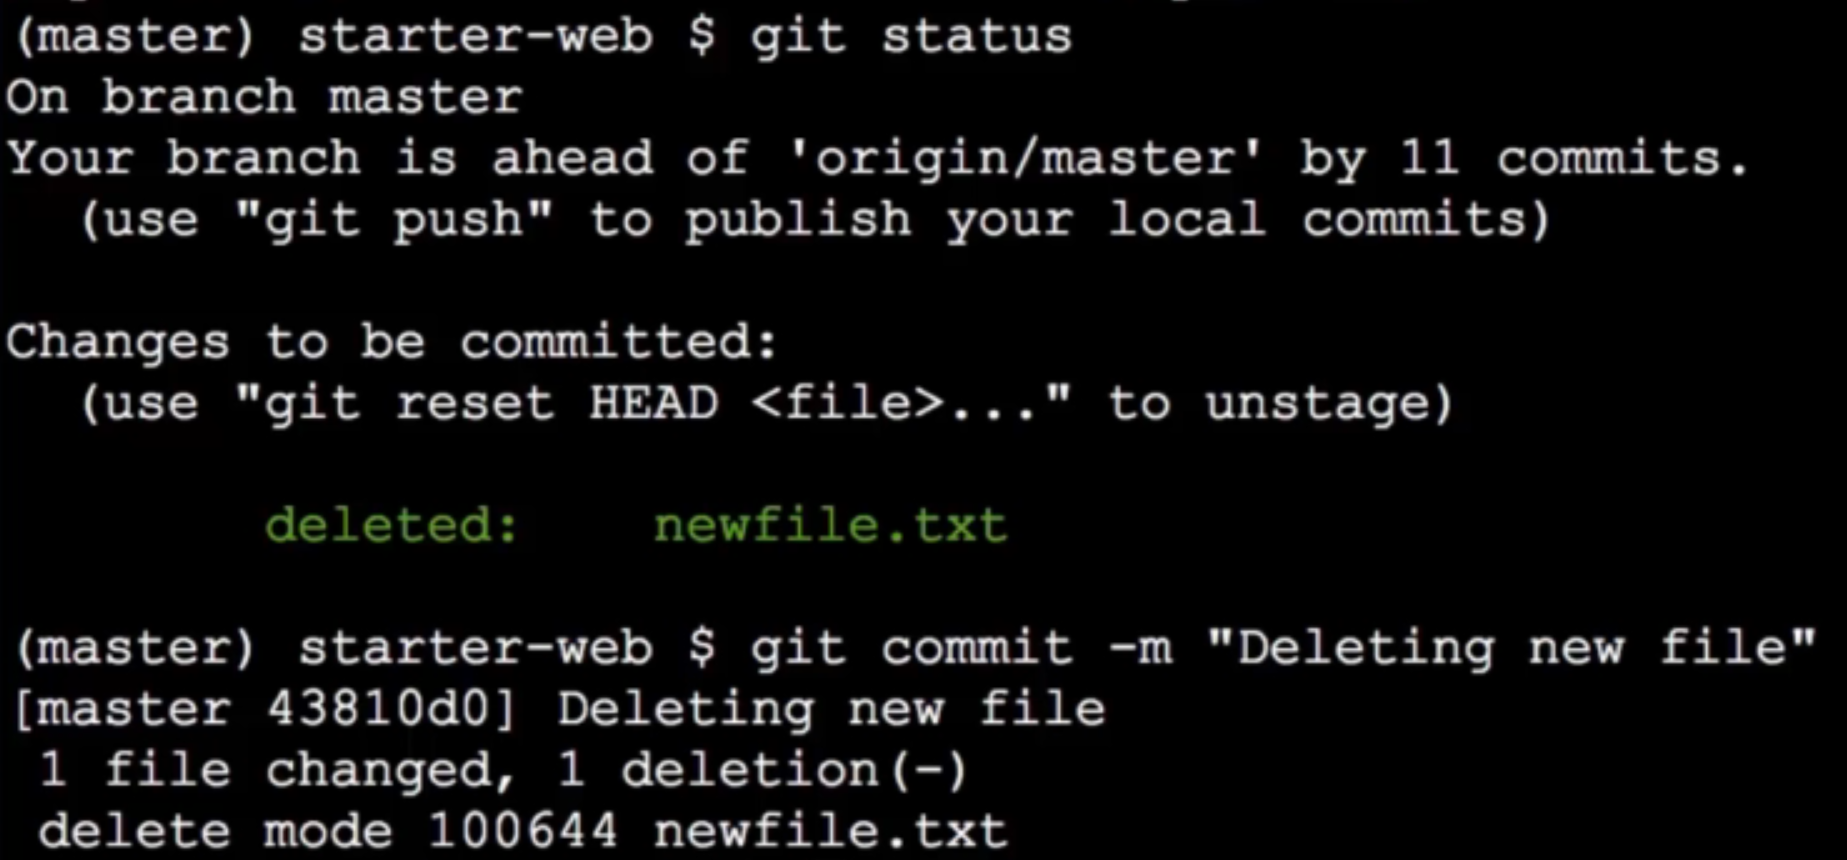 (master) starter-web $ git status
On branch master
Your branch is ahead of 'origin/master' by 11 commits.
  (use "git push" to publish your local commits)

Changes to be committed:
  (use "git reset HEAD <file>..." to unstage)

        deleted:    newfile.txt

(master) starter-web $ git commit -m "Deleting new file"
[master 43810d0] Deleting new file
 1 file changed, 1 deletion(-)
 delete mode 100644 newfile.txt